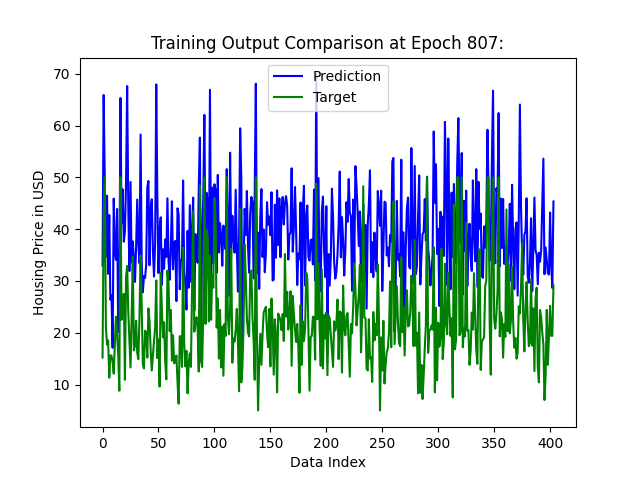 Training Output Comparison at Epoch 807:
Prediction
Target
Housing Price in USD
70
60
50
40
30
20
10
0 50 100 150 200 250 300 350 400
Data Index